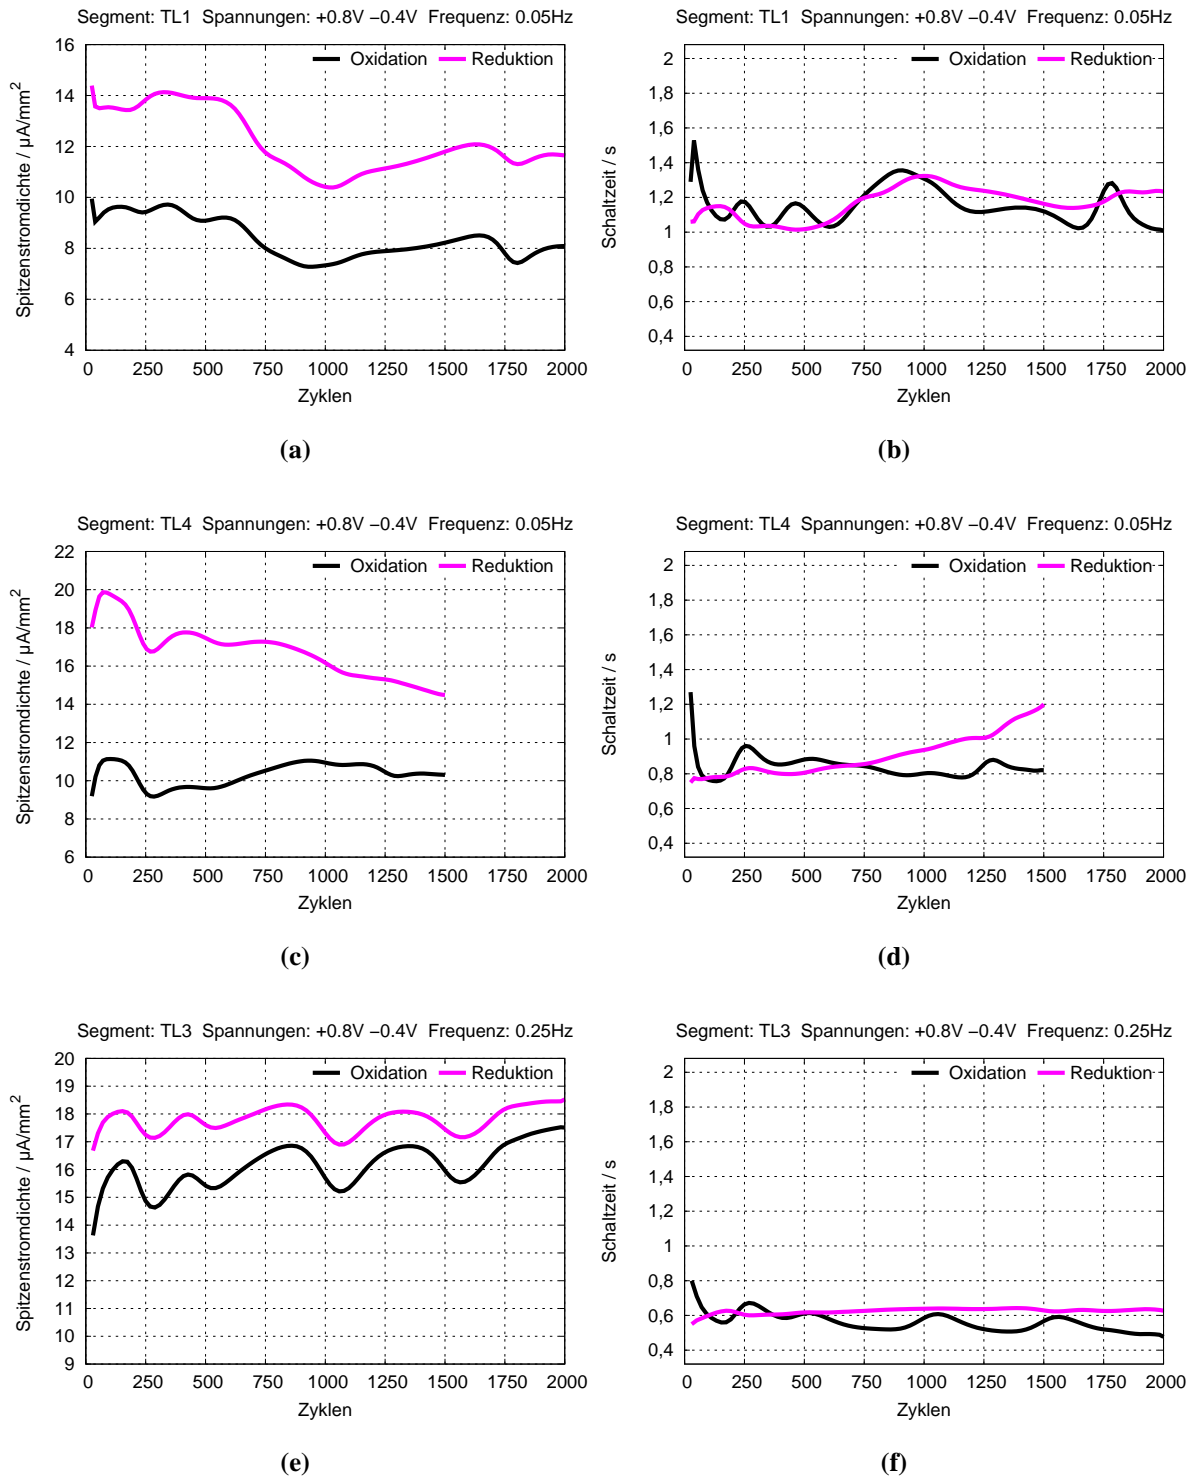 Segment: TL1 Spannungen: +0.8V −0.4V Frequenz: 0.05Hz
Oxidation Reduktion
Spitzenstromdichte / µA/mm²
16
14
12
10
8
6
4
0 250 500 750 1000 1250 1500 1750 2000
Zyklen
(a)
Segment: TL1 Spannungen: +0.8V −0.4V Frequenz: 0.05Hz
Oxidation Reduktion
Schaltzeit / s
2
1,8
1,6
1,4
1,2
1
0,8
0,6
0,4
0 250 500 750 1000 1250 1500 1750 2000
Zyklen
(b)
Segment: TL4 Spannungen: +0.8V −0.4V Frequenz: 0.05Hz
Oxidation Reduktion
Spitzenstromdichte / µA/mm²
22
20
18
16
14
12
10
8
6
0 250 500 750 1000 1250 1500 1750 2000
Zyklen
(c)
Segment: TL4 Spannungen: +0.8V −0.4V Frequenz: 0.05Hz
Oxidation Reduktion
Schaltzeit / s
2
1,8
1,6
1,4
1,2
1
0,8
0,6
0,4
0 250 500 750 1000 1250 1500 1750 2000
Zyklen
(d)
Segment: TL3 Spannungen: +0.8V −0.4V Frequenz: 0.25Hz
Oxidation Reduktion
Spitzenstromdichte / µA/mm²
20
19
18
17
16
15
14
13
12
11
10
9
0 250 500 750 1000 1250 1500 1750 2000
Zyklen
(e)
Segment: TL3 Spannungen: +0.8V −0.4V Frequenz: 0.25Hz
Oxidation Reduktion
Schaltzeit / s
2
1,8
1,6
1,4
1,2
1
0,8
0,6
0,4
0 250 500 750 1000 1250 1500 1750 2000
Zyklen
(f)